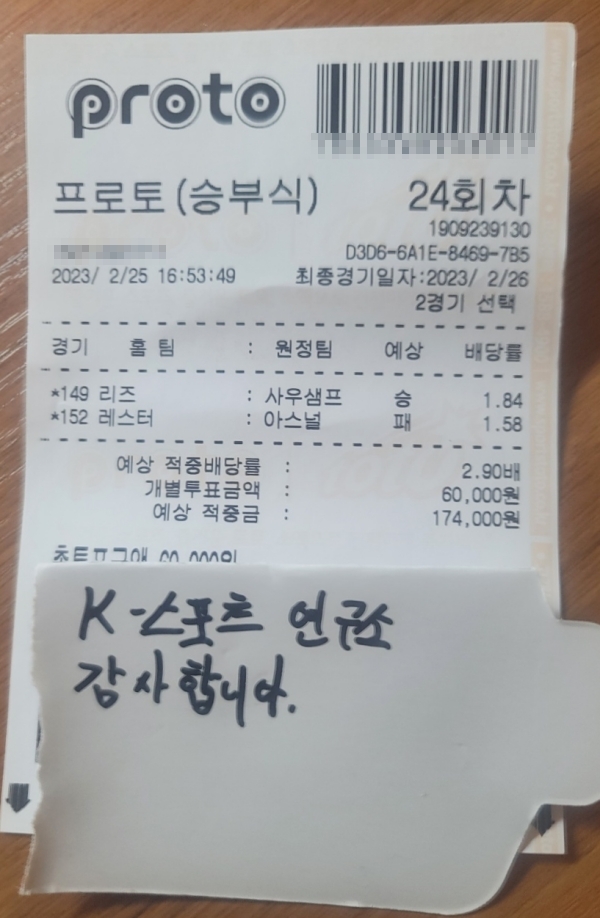 proto
프로토(승부식) 24회차
1909239130
D3D6-6A1E-8469-7B5
2023/ 2/25 16:53:49 최종경기일자:2023/ 2/26
2경기 선택
경기 홈 팀 : 원정팀 예상 배당률
*149 리즈 : 사우샘프 승 1.84
*152 레스터 : 아스널 패 1.58
예상 적중배당률 : 2.90배
개별투표금액 : 60,000원
예상 적중금 : 174,000원
K-스포츠 연구소
감사합니다.